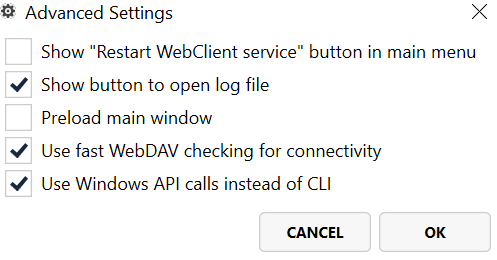 Advanced Settings
Show "Restart WebClient service" button in main menu
Show button to open log file
Preload main window
Use fast WebDAV checking for connectivity
Use Windows API calls instead of CLI
CANCEL OK